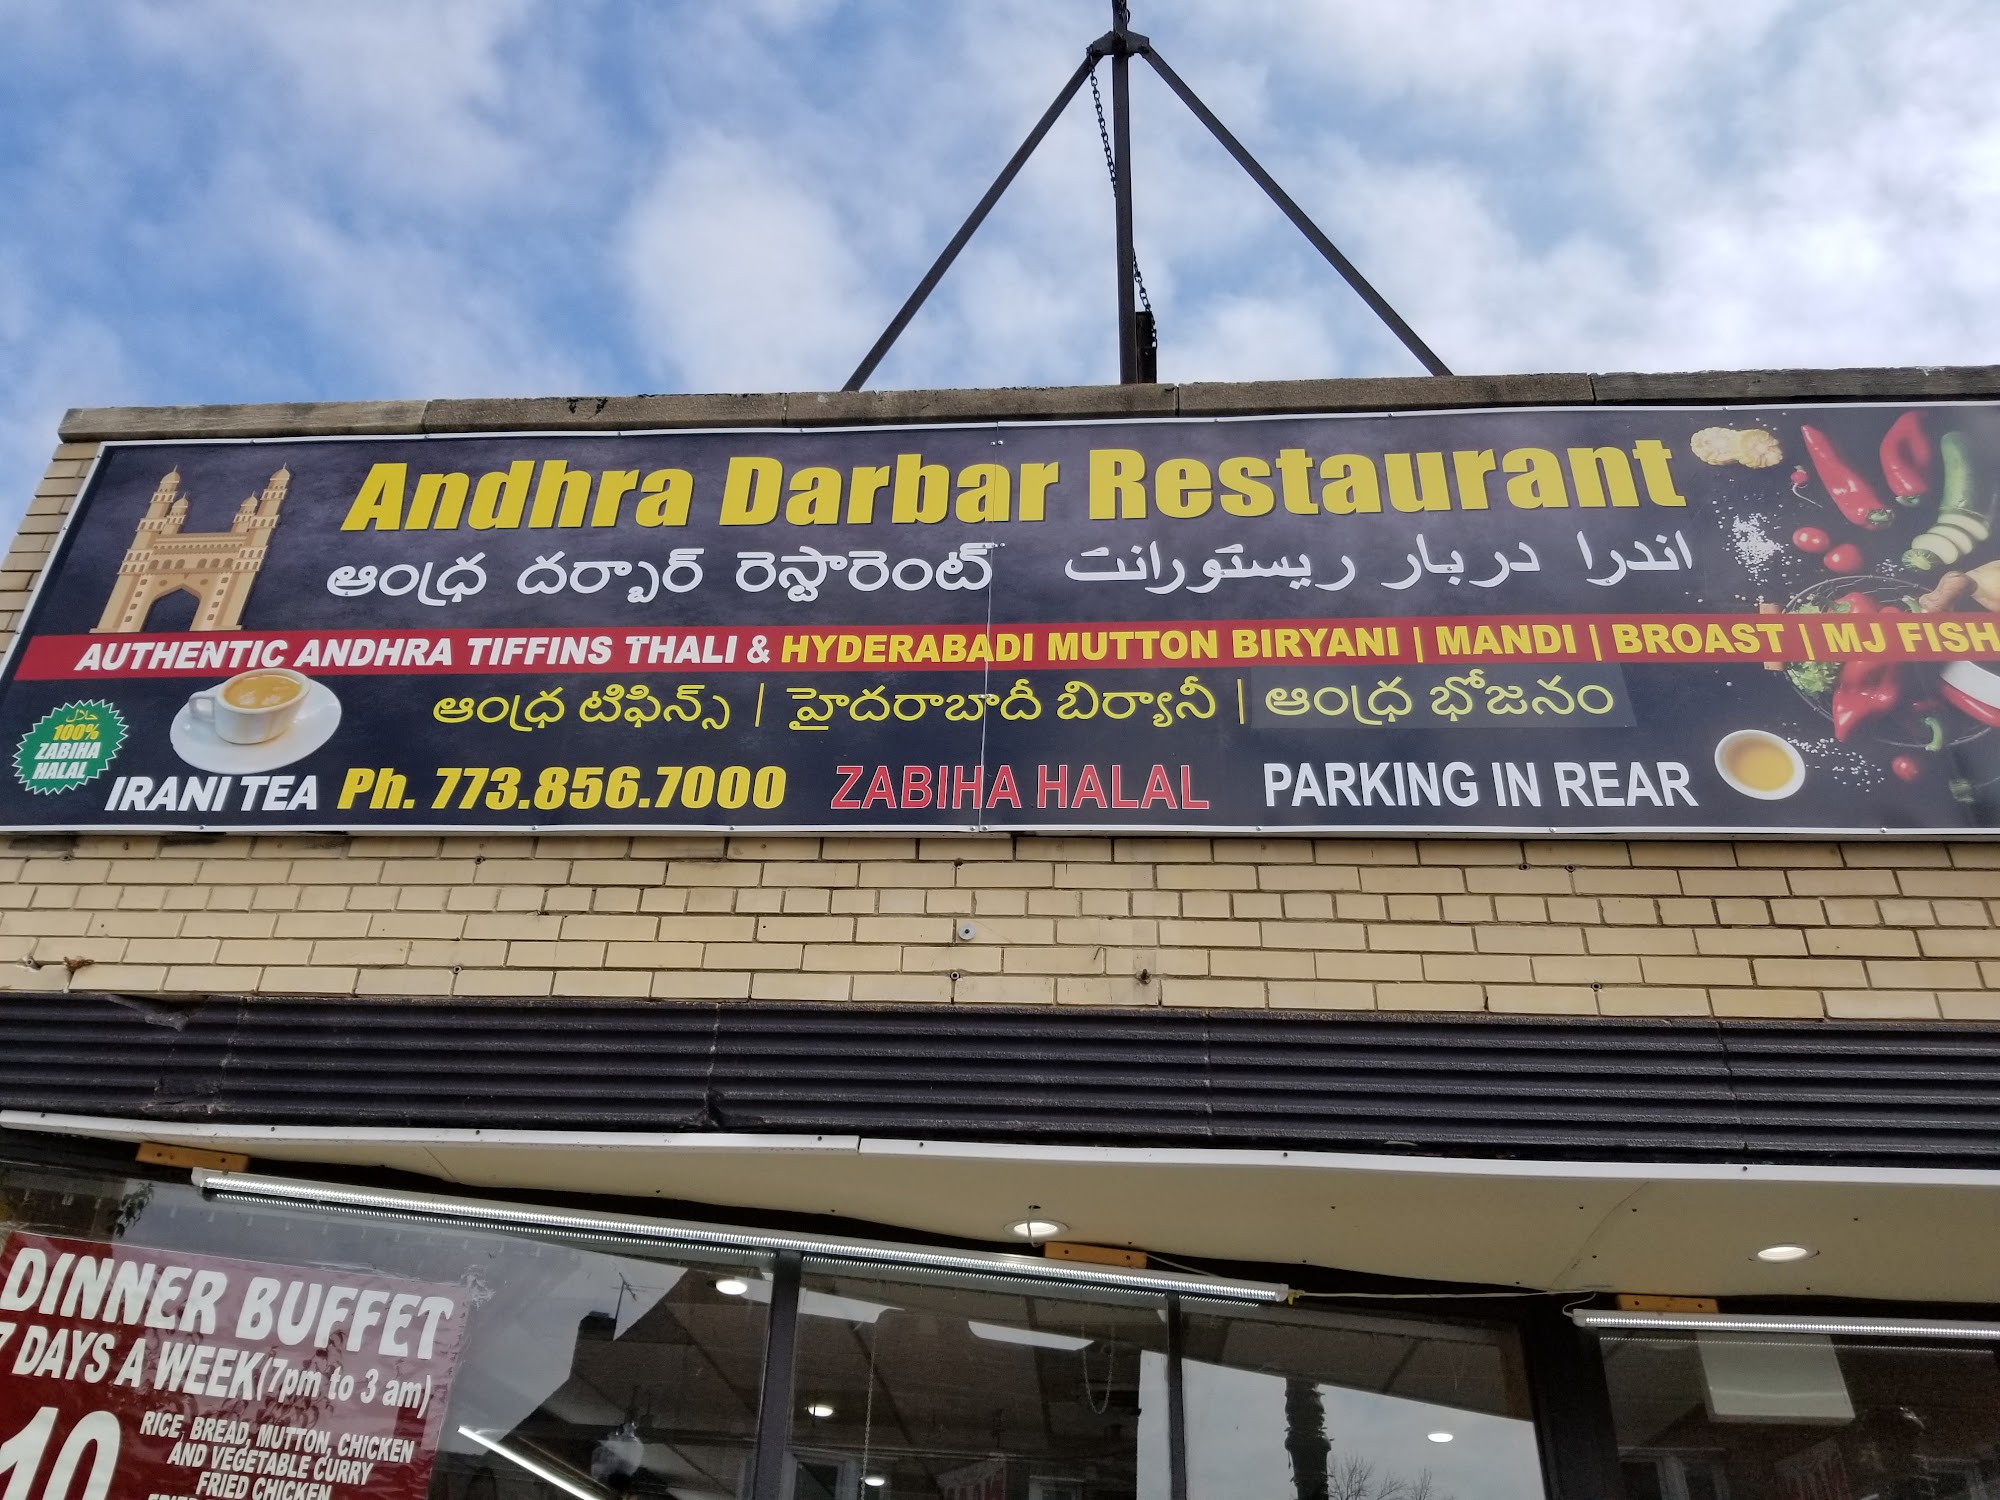 Andhra Darbar Restaurant
ఆంధ్ర దర్బార్ రెస్టారెంట్ اندرا دربار ریستورانت
AUTHENTIC ANDHRA TIFFINS THALI & HYDERABADI MUTTON BIRYANI | MANDI | BROAST | MJ FISH
ఆంధ్ర టిఫిన్స్ | హైదరాబాదీ బిర్యానీ | ఆంధ్ర భోజనం
حلال
100%
ZABIHA
HALAL
IRANI TEA Ph. 773.856.7000 ZABIHA HALAL PARKING IN REAR
DINNER BUFFET
7 DAYS A WEEK(7pm to 3 am)
10
RICE, BREAD, MUTTON, CHICKEN
AND VEGETABLE CURRY
FRIED CHICKEN